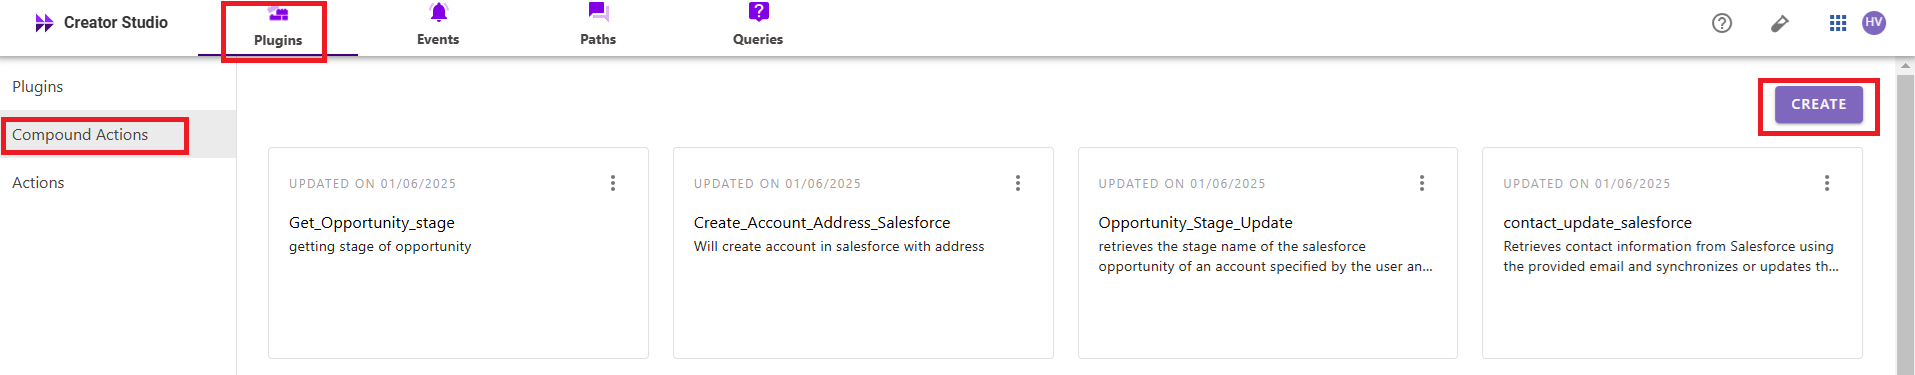 Creator Studio
Plugins
Events
Paths
Queries
HV
Plugins
Compound Actions
Actions
CREATE
UPDATED ON 01/06/2025
Get_Opportunity_stage
getting stage of opportunity
UPDATED ON 01/06/2025
Create_Account_Address_Salesforce
Will create account in salesforce with address
UPDATED ON 01/06/2025
Opportunity_Stage_Update
retrieves the stage name of the salesforce
opportunity of an account specified by the user an...
UPDATED ON 01/06/2025
contact_update_salesforce
Retrieves contact information from Salesforce using
the provided email and synchronizes or updates th...